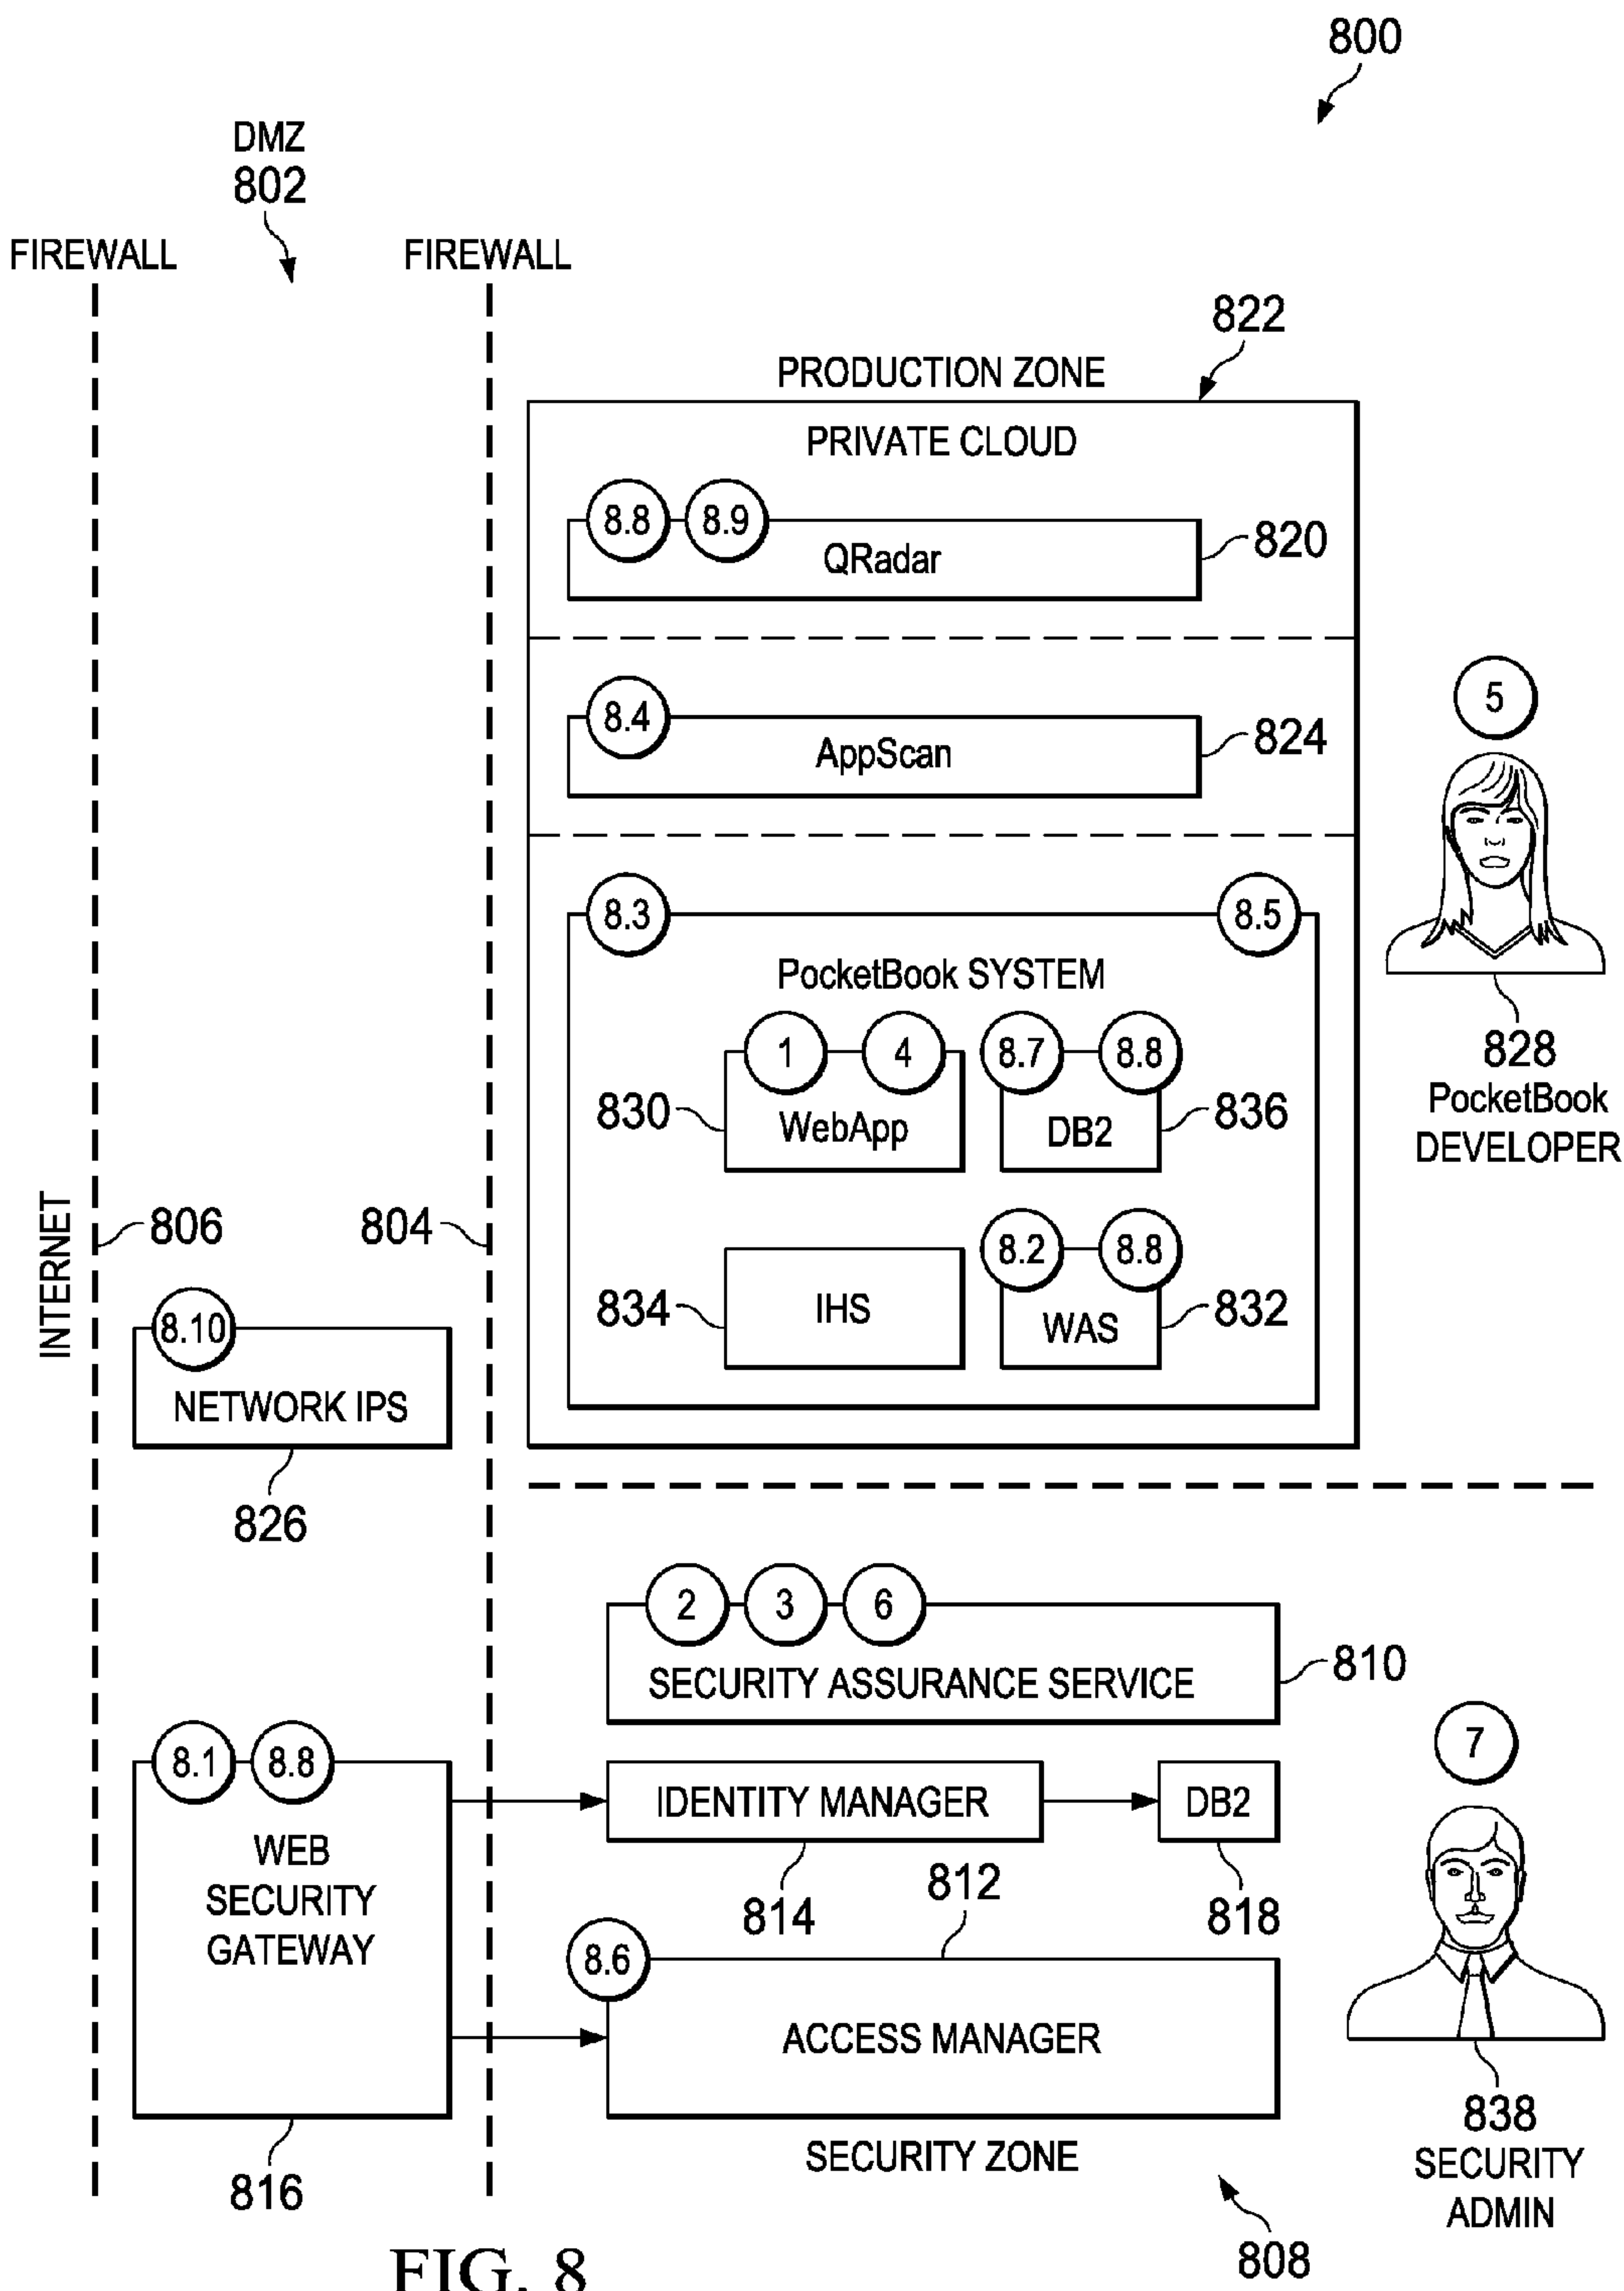 800
DMZ
802
FIREWALL
FIREWALL
822
PRODUCTION ZONE
PRIVATE CLOUD
8.8
8.9
QRadar
820
8.4
AppScan
824
5
828
PocketBook
DEVELOPER
8.3
8.5
PocketBook SYSTEM
1
4
8.7
8.8
830
WebApp
DB2
836
INTERNET
806
804
8.2
8.8
834
IHS
WAS
832
8.10
NETWORK IPS
826
2
3
6
SECURITY ASSURANCE SERVICE
810
8.1
8.8
WEB
SECURITY
GATEWAY
816
IDENTITY MANAGER
DB2
814
812
818
8.6
ACCESS MANAGER
SECURITY ZONE
808
7
838
SECURITY
ADMIN
FIG. 8